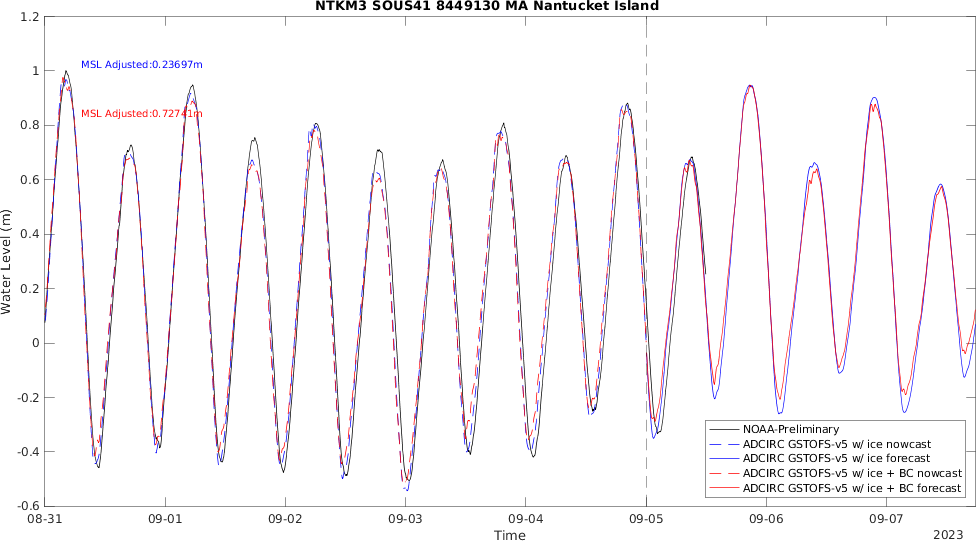 NTKM3 SOUS41 8449130 MA Nantucket Island
MSL Adjusted:0.23697m
MSL Adjusted:0.72741m
Water Level (m)
1.2
1
0.8
0.6
0.4
0.2
0
-0.2
-0.4
-0.6
NOAA-Preliminary
ADCIRC GSTOFS-v5 w/ ice nowcast
ADCIRC GSTOFS-v5 w/ ice forecast
ADCIRC GSTOFS-v5 w/ ice + BC nowcast
ADCIRC GSTOFS-v5 w/ ice + BC forecast
08-31 09-01 09-02 09-03 09-04 09-05 09-06 09-07
Time
2023